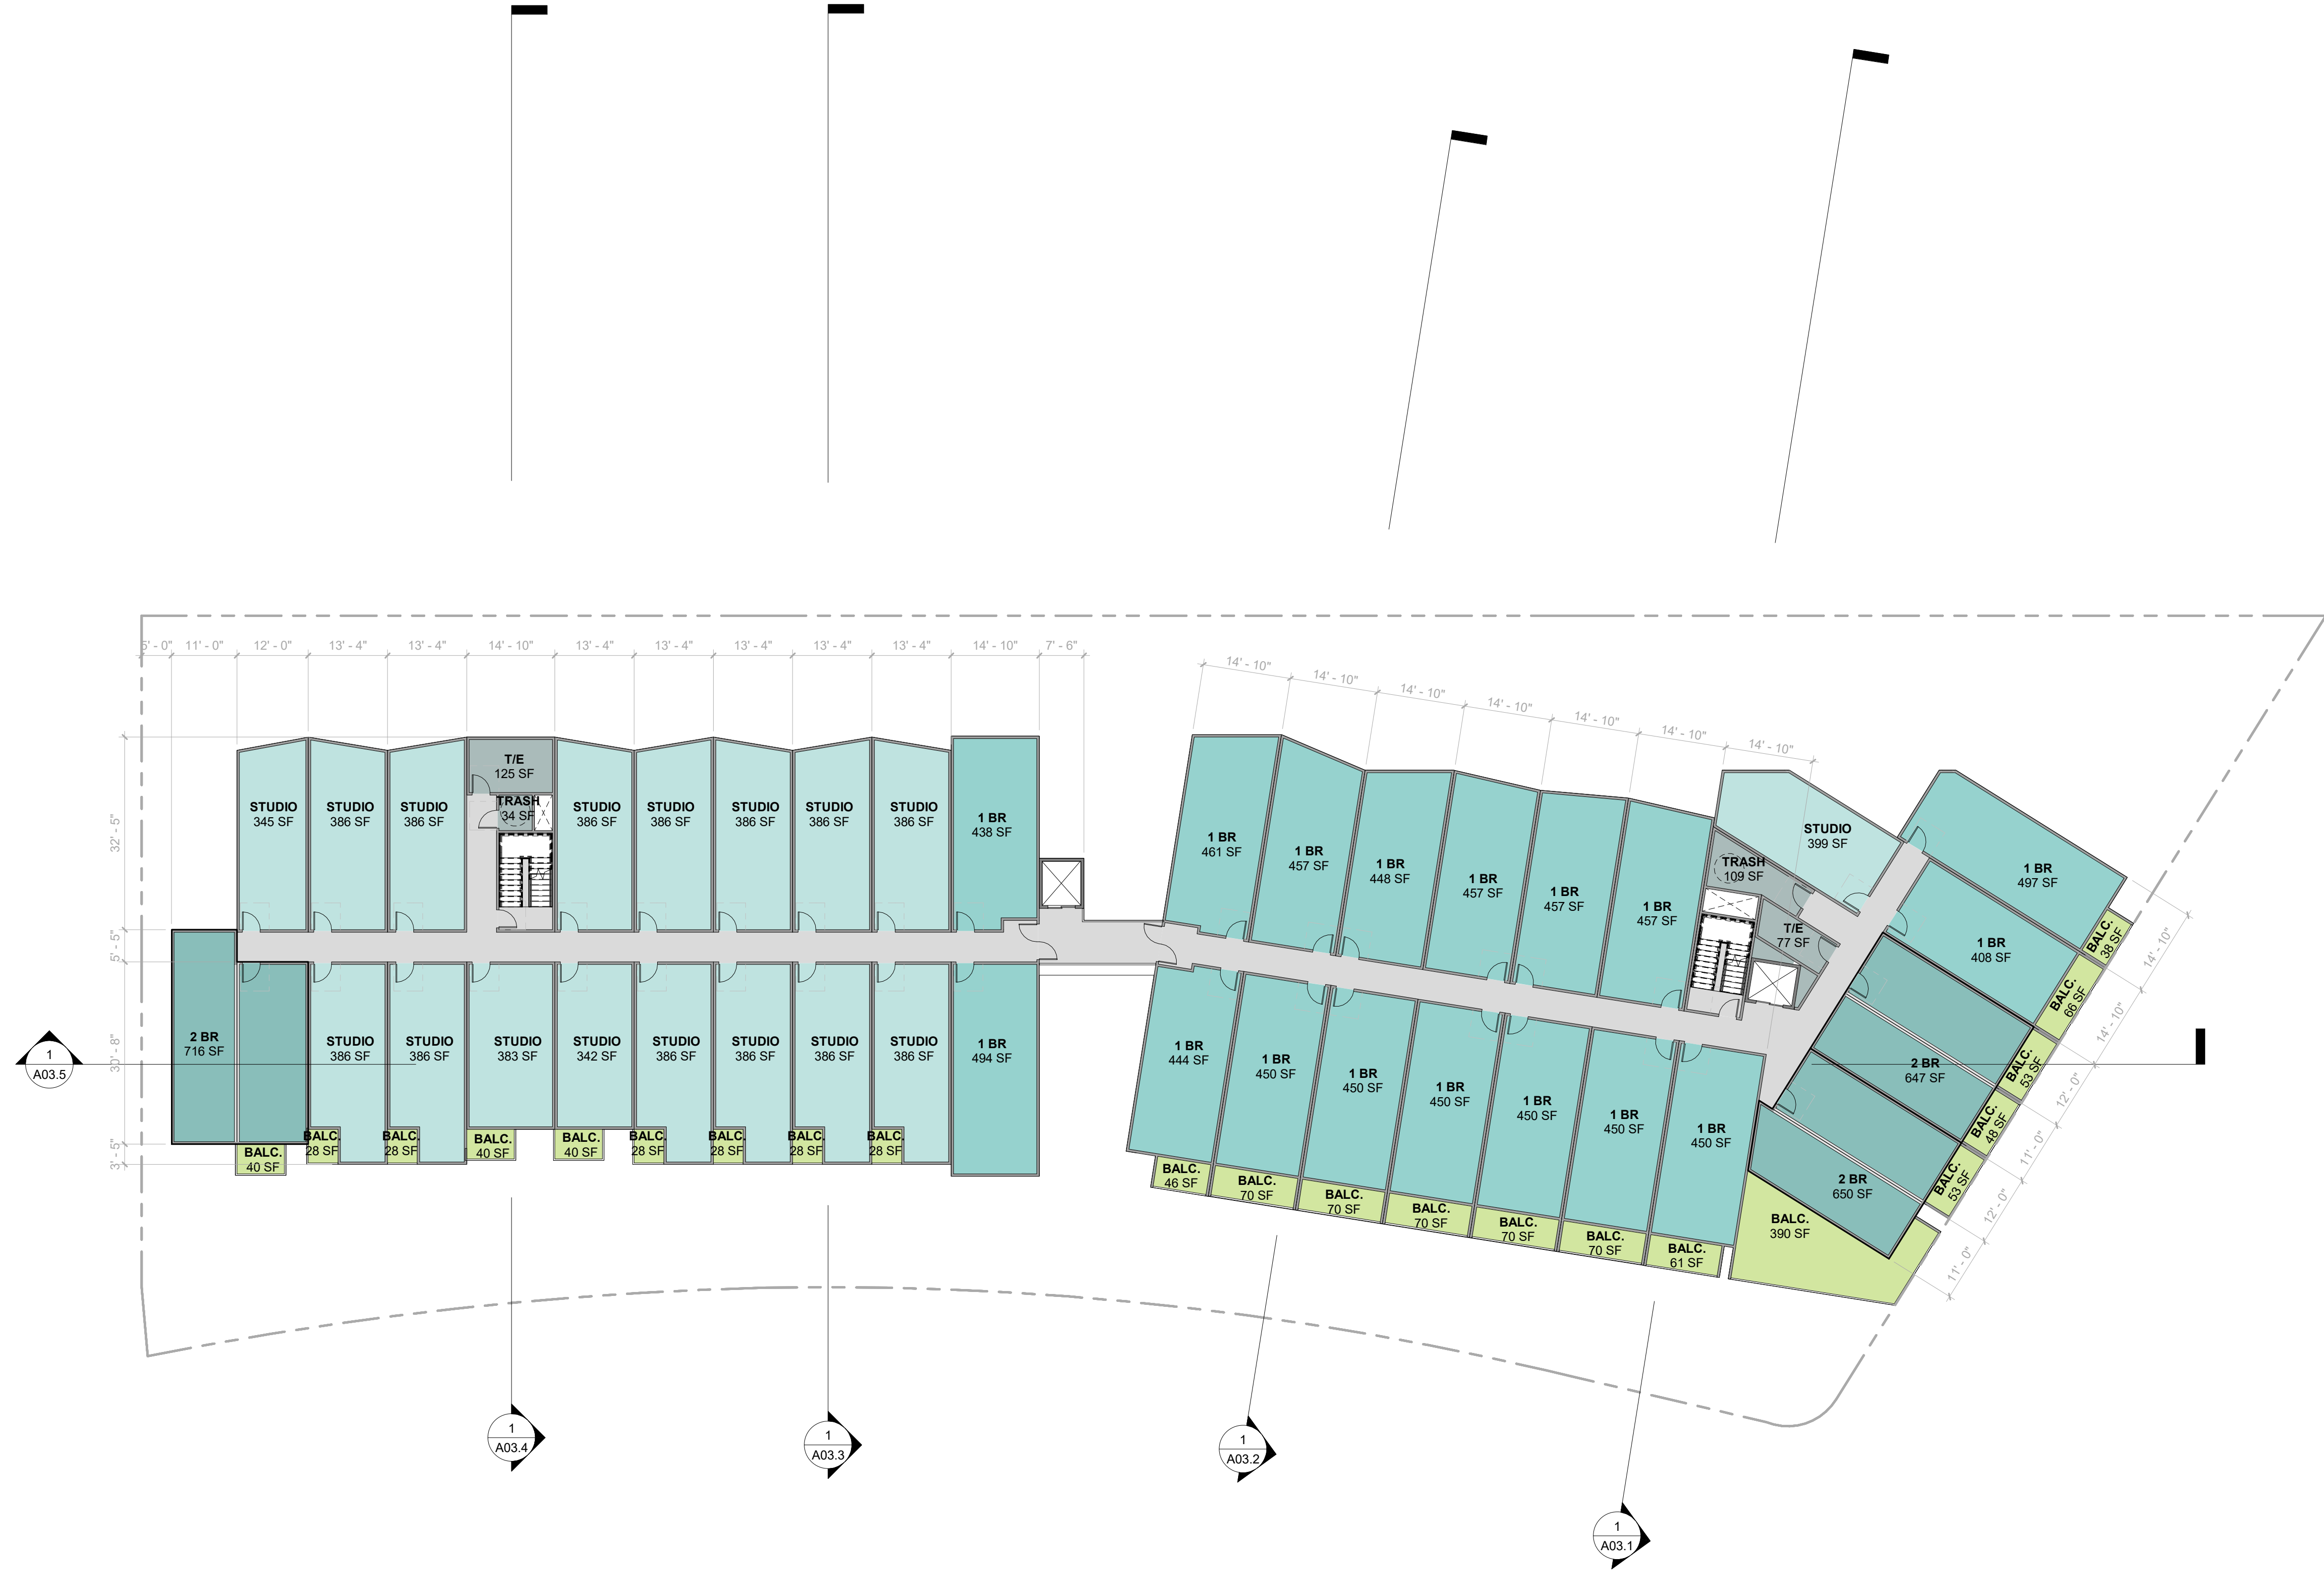 5' - 0"
11' - 0"
12' - 0"
13' - 4"
13' - 4"
14' - 10"
13' - 4"
13' - 4"
13' - 4"
13' - 4"
13' - 4"
14' - 10"
7' - 6"
14' - 10"
14' - 10"
14' - 10"
14' - 10"
14' - 10"
14' - 10"
14' - 10"
32' - 5"
5' - 5"
30' - 8"
3' - 5"
STUDIO
345 SF
STUDIO
386 SF
STUDIO
386 SF
T/E
125 SF
TRASH
34 SF
STUDIO
386 SF
STUDIO
386 SF
STUDIO
386 SF
STUDIO
386 SF
STUDIO
386 SF
1 BR
438 SF
1 BR
461 SF
1 BR
457 SF
1 BR
448 SF
1 BR
457 SF
1 BR
457 SF
1 BR
457 SF
STUDIO
399 SF
TRASH
109 SF
T/E
77 SF
1 BR
497 SF
1 BR
408 SF
2 BR
647 SF
2 BR
650 SF
2 BR
716 SF
STUDIO
386 SF
STUDIO
386 SF
STUDIO
383 SF
STUDIO
342 SF
STUDIO
386 SF
STUDIO
386 SF
STUDIO
386 SF
STUDIO
386 SF
1 BR
494 SF
1 BR
444 SF
1 BR
450 SF
1 BR
450 SF
1 BR
450 SF
1 BR
450 SF
1 BR
450 SF
1 BR
450 SF
BALC.
40 SF
BALC.
28 SF
BALC.
28 SF
BALC.
40 SF
BALC.
40 SF
BALC.
28 SF
BALC.
28 SF
BALC.
28 SF
BALC.
28 SF
BALC.
46 SF
BALC.
70 SF
BALC.
70 SF
BALC.
70 SF
BALC.
70 SF
BALC.
70 SF
BALC.
61 SF
BALC.
390 SF
BALC.
38 SF
BALC.
66 SF
BALC.
53 SF
BALC.
48 SF
BALC.
53 SF
14' - 10"
14' - 10"
12' - 0"
11' - 0"
12' - 0"
11' - 0"
1
A03.5
1
A03.4
1
A03.3
1
A03.2
1
A03.1